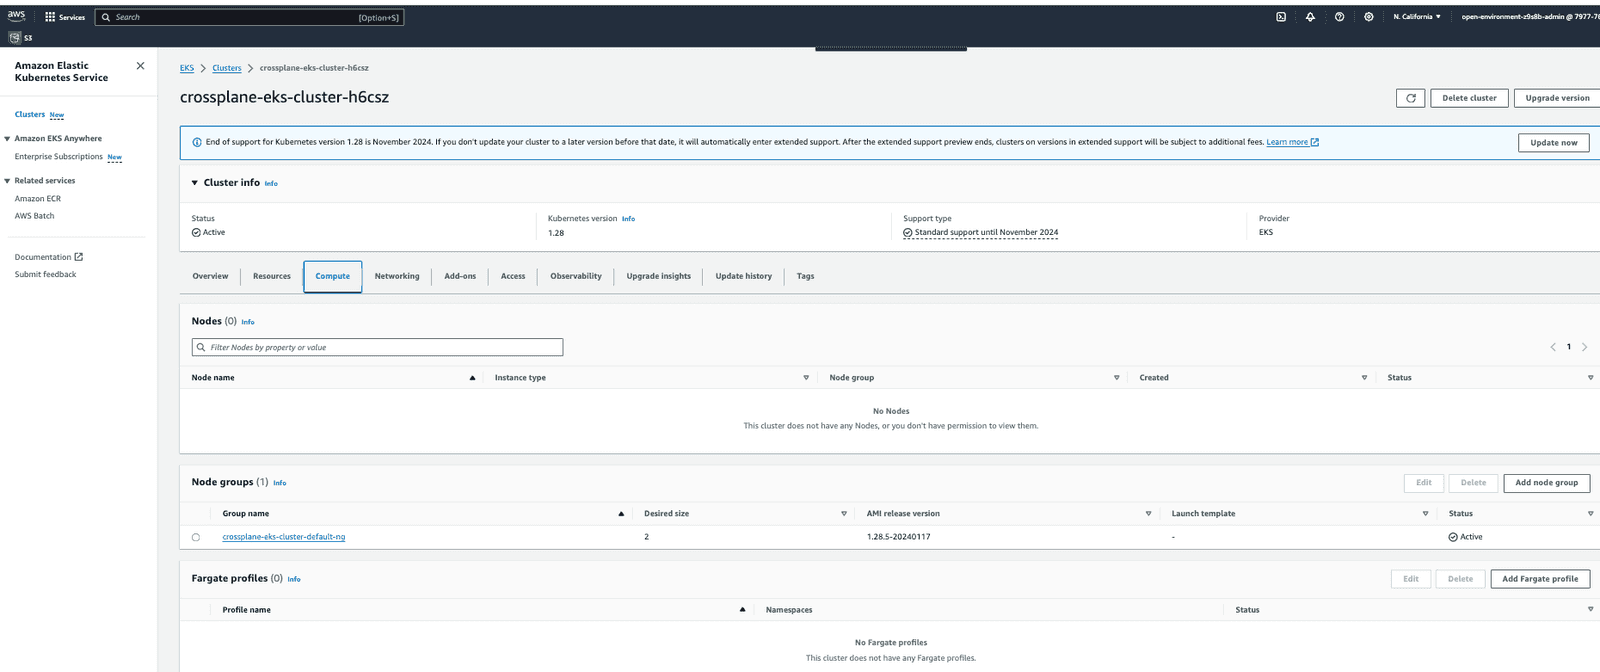 aws
Services
Search
[Option+S]
N. California
open-environment-z9s8b-admin @ 7977-76
S3
Amazon Elastic
Kubernetes Service
Clusters New
Amazon EKS Anywhere
Enterprise Subscriptions New
Related services
Amazon ECR
AWS Batch
Documentation
Submit feedback
EKS > Clusters > crossplane-eks-cluster-h6csz
crossplane-eks-cluster-h6csz
Delete cluster
Upgrade version
End of support for Kubernetes version 1.28 is November 2024. If you don't update your cluster to a later version before that date, it will automatically enter extended support. After the extended support preview ends, clusters on versions in extended support will be subject to additional fees. Learn more
Update now
Cluster info Info
Status
Active
Kubernetes version Info
1.28
Support type
Standard support until November 2024
Provider
EKS
Overview
Resources
Compute
Networking
Add-ons
Access
Observability
Upgrade insights
Update history
Tags
Nodes (0) Info
Filter Nodes by property or value
1
Node name
Instance type
Node group
Created
Status
No Nodes
This cluster does not have any Nodes, or you don't have permission to view them.
Node groups (1) Info
Edit
Delete
Add node group
Group name
Desired size
AMI release version
Launch template
Status
crossplane-eks-cluster-default-ng
2
1.28.5-20240117
-
Active
Fargate profiles (0) Info
Edit
Delete
Add Fargate profile
Profile name
Namespaces
Status
No Fargate profiles
This cluster does not have any Fargate profiles.